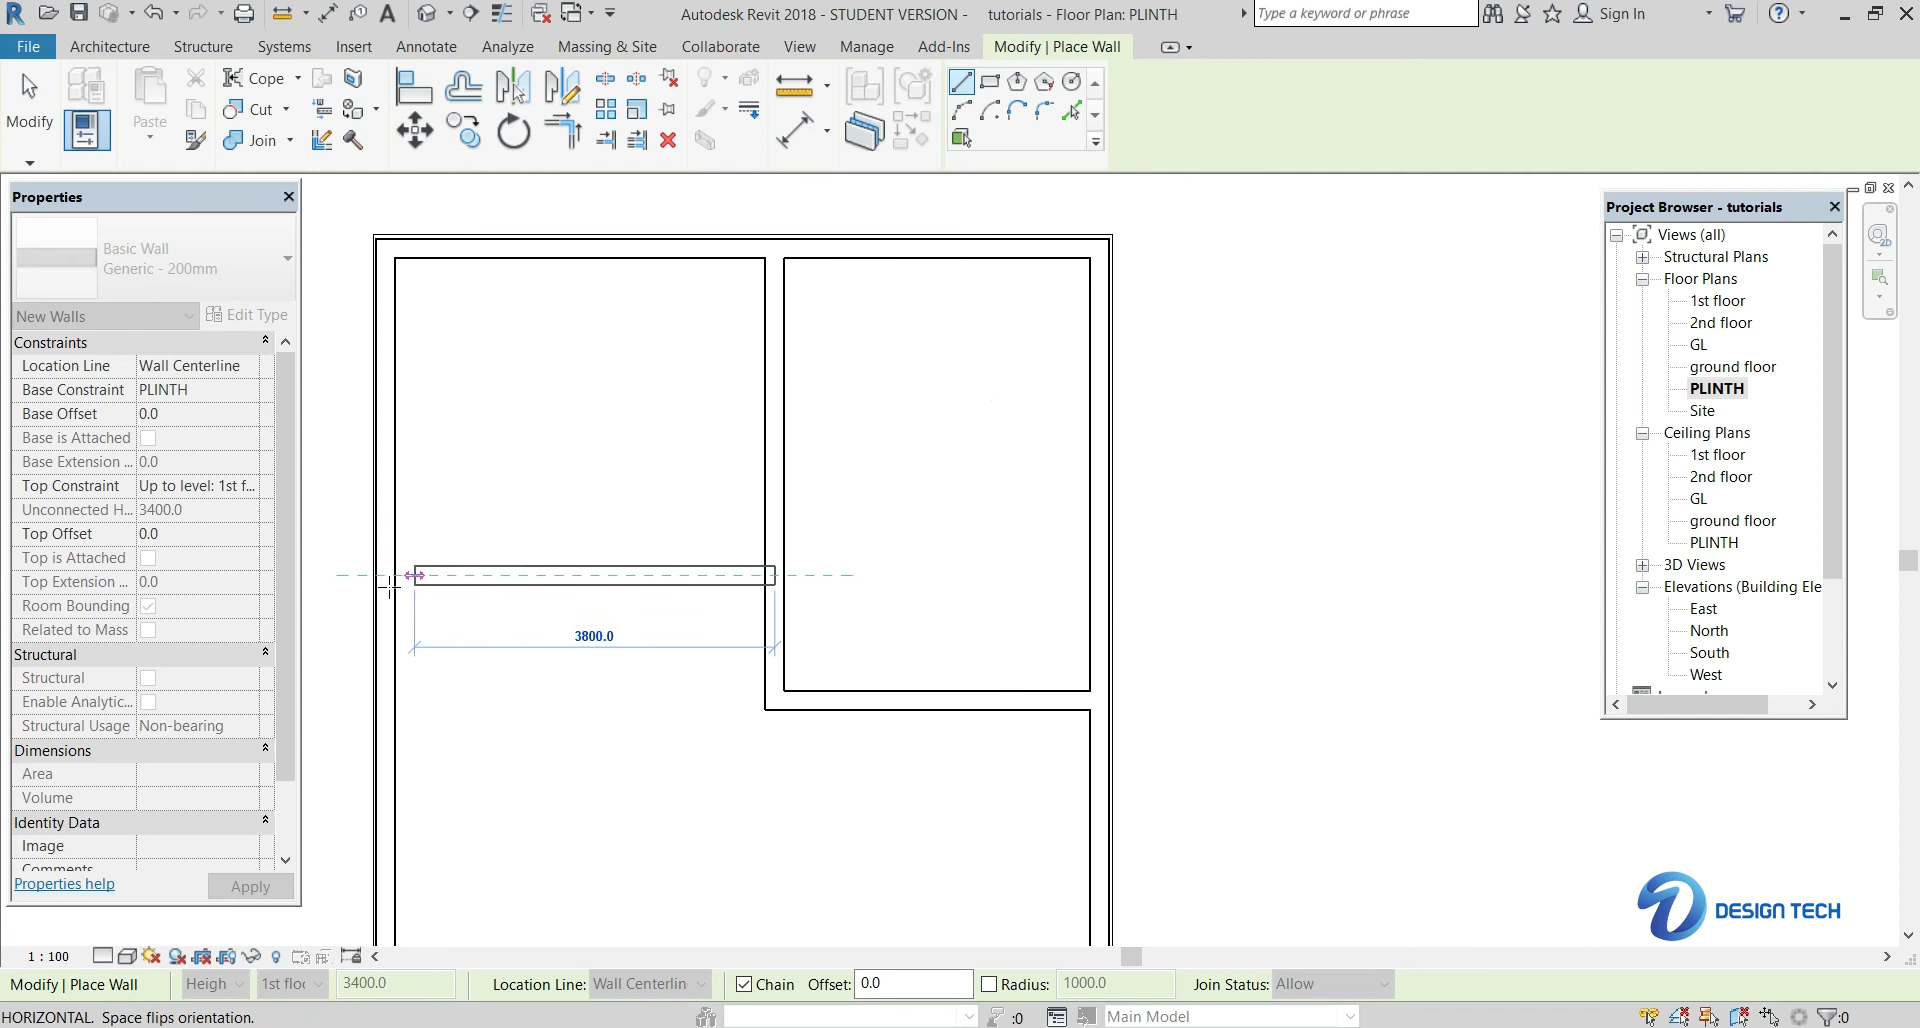 Autodesk Revit 2018 - STUDENT VERSION - tutorials - Floor Plan: PLINTH
Type a keyword or phrase
Sign In
File Architecture Structure Systems Insert Annotate Analyze Massing & Site Collaborate View Manage Add-Ins Modify | Place Wall
Modify
Paste
Cope
Cut
Join
Properties
Basic Wall
Generic - 200mm
New Walls
Edit Type
Constraints
Location Line Wall Centerline
Base Constraint PLINTH
Base Offset 0.0
Base is Attached
Base Extension ... 0.0
Top Constraint Up to level: 1st f...
Unconnected H... 3400.0
Top Offset 0.0
Top is Attached
Top Extension ... 0.0
Room Bounding
Related to Mass
Structural
Structural
Enable Analytic...
Structural Usage Non-bearing
Dimensions
Area
Volume
Identity Data
Image
Comments
Properties help
Apply
3800.0
Project Browser - tutorials
Views (all)
Structural Plans
Floor Plans
1st floor
2nd floor
GL
ground floor
PLINTH
Site
Ceiling Plans
1st floor
2nd floor
GL
ground floor
PLINTH
3D Views
Elevations (Building Ele
East
North
South
West
2D
DESIGN TECH
1 : 100
Modify | Place Wall
Heigh
1st floo
3400.0
Location Line: Wall Centerlin
Chain
Offset: 0.0
Radius: 1000.0
Join Status: Allow
HORIZONTAL. Space flips orientation.
:0
Main Model
:0